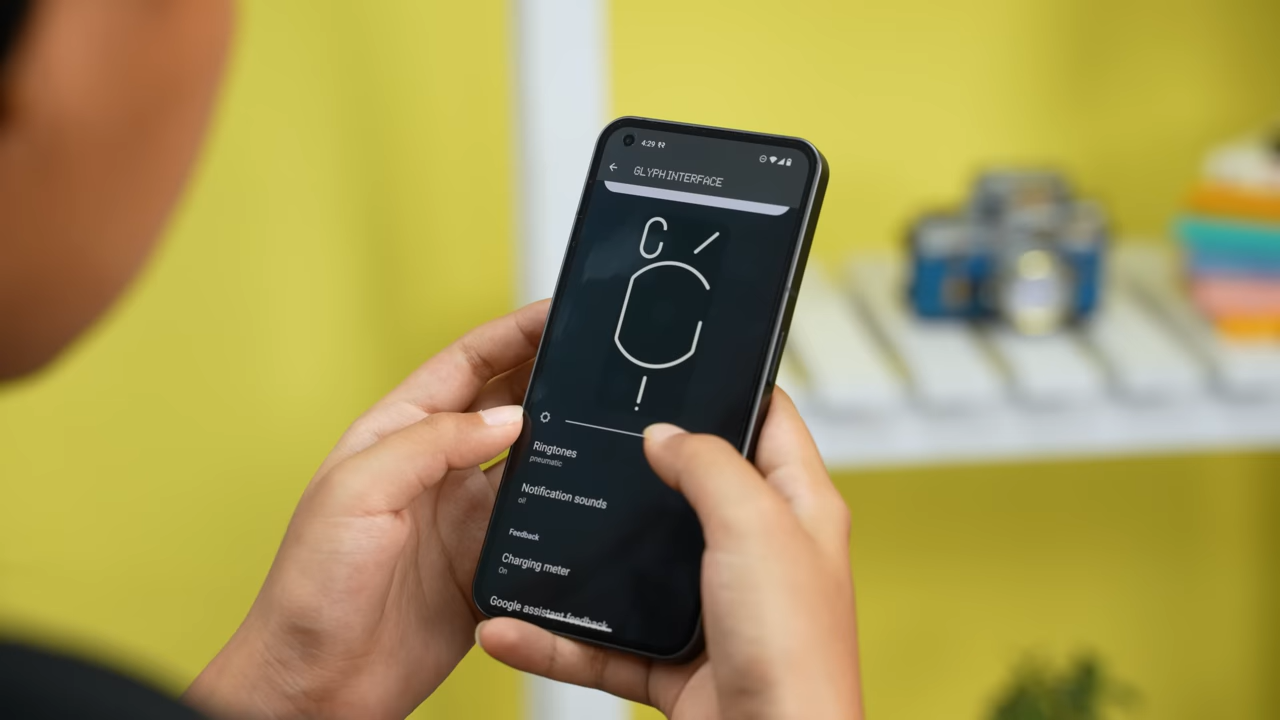 4:29
GLYPH INTERFACE
Ringtones
pneumatic
Notification sounds
oi!
Feedback
Charging meter
On
Google assistant feedback